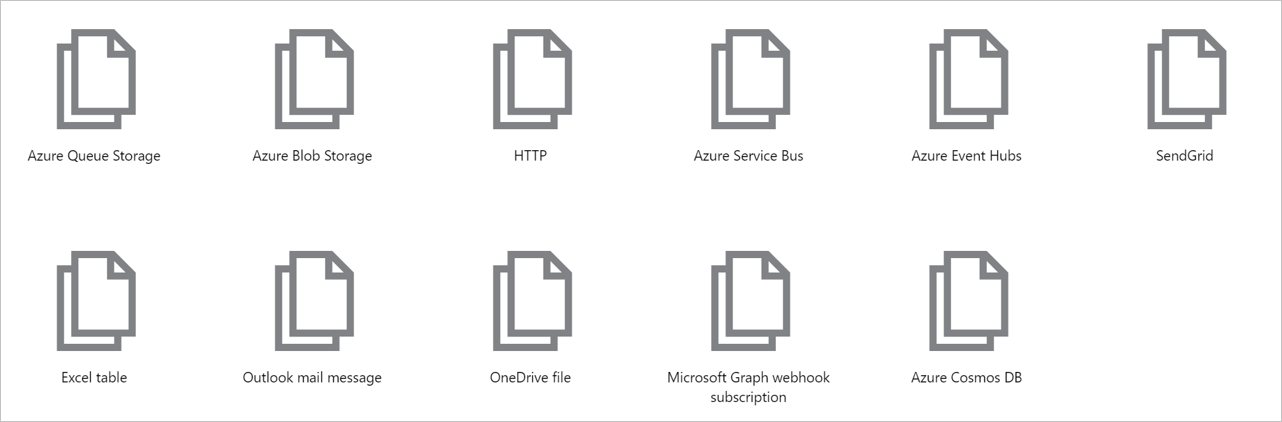 Azure Queue Storage
Azure Blob Storage
HTTP
Azure Service Bus
Azure Event Hubs
SendGrid
Excel table
Outlook mail message
OneDrive file
Microsoft Graph webhook
subscription
Azure Cosmos DB